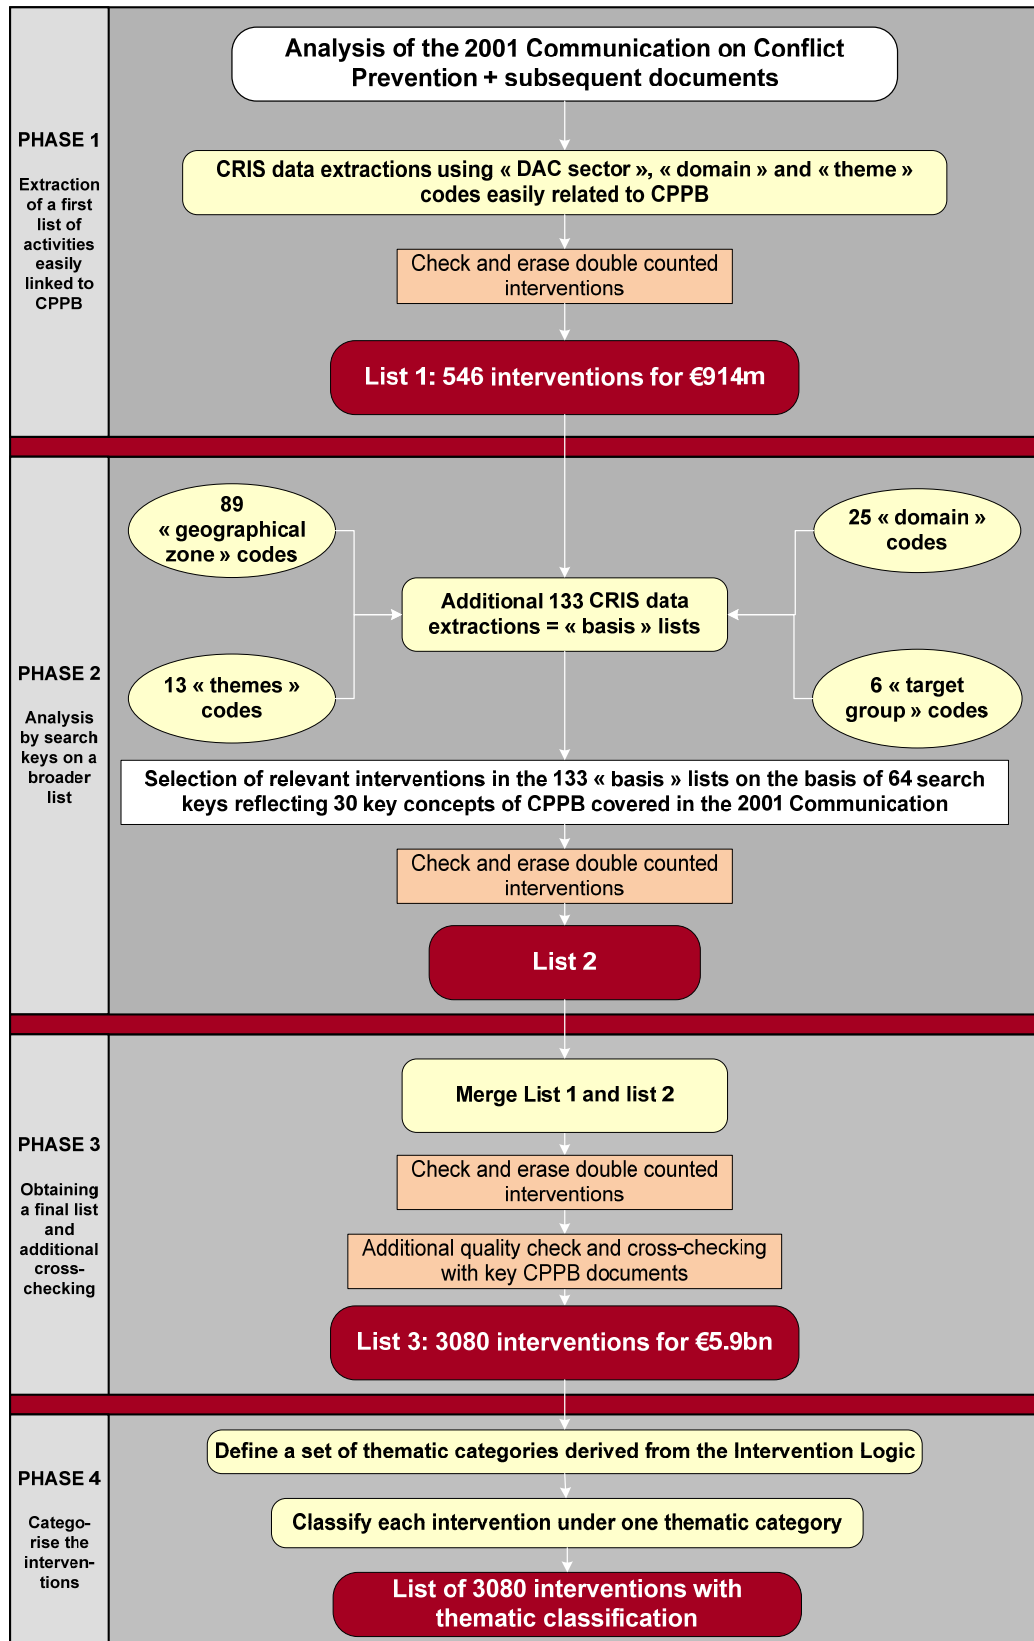 Analysis of the 2001 Communication on Conflict
Prevention + subsequent documents
PHASE 1
Extraction
of a first
list of
activities
easily
linked to
CPPB
CRIS data extractions using « DAC sector », « domain » and « theme »
codes easily related to CPPB
Check and erase double counted
interventions
List 1: 546 interventions for €914m
PHASE 2
Analysis
by search
keys on a
broader
list
89
« geographical
zone » codes
25 « domain »
codes
Additional 133 CRIS data
extractions = « basis » lists
13 « themes »
codes
6 « target
group » codes
Selection of relevant interventions in the 133 « basis » lists on the basis of 64 search
keys reflecting 30 key concepts of CPPB covered in the 2001 Communication
Check and erase double counted
interventions
List 2
PHASE 3
Obtaining
a final list
and
additional
cross-
checking
Merge List 1 and list 2
Check and erase double counted
interventions
Additional quality check and cross-checking
with key CPPB documents
List 3: 3080 interventions for €5.9bn
PHASE 4
Catego-
rise the
interven-
tions
Define a set of thematic categories derived from the Intervention Logic
Classify each intervention under one thematic category
List of 3080 interventions with
thematic classification